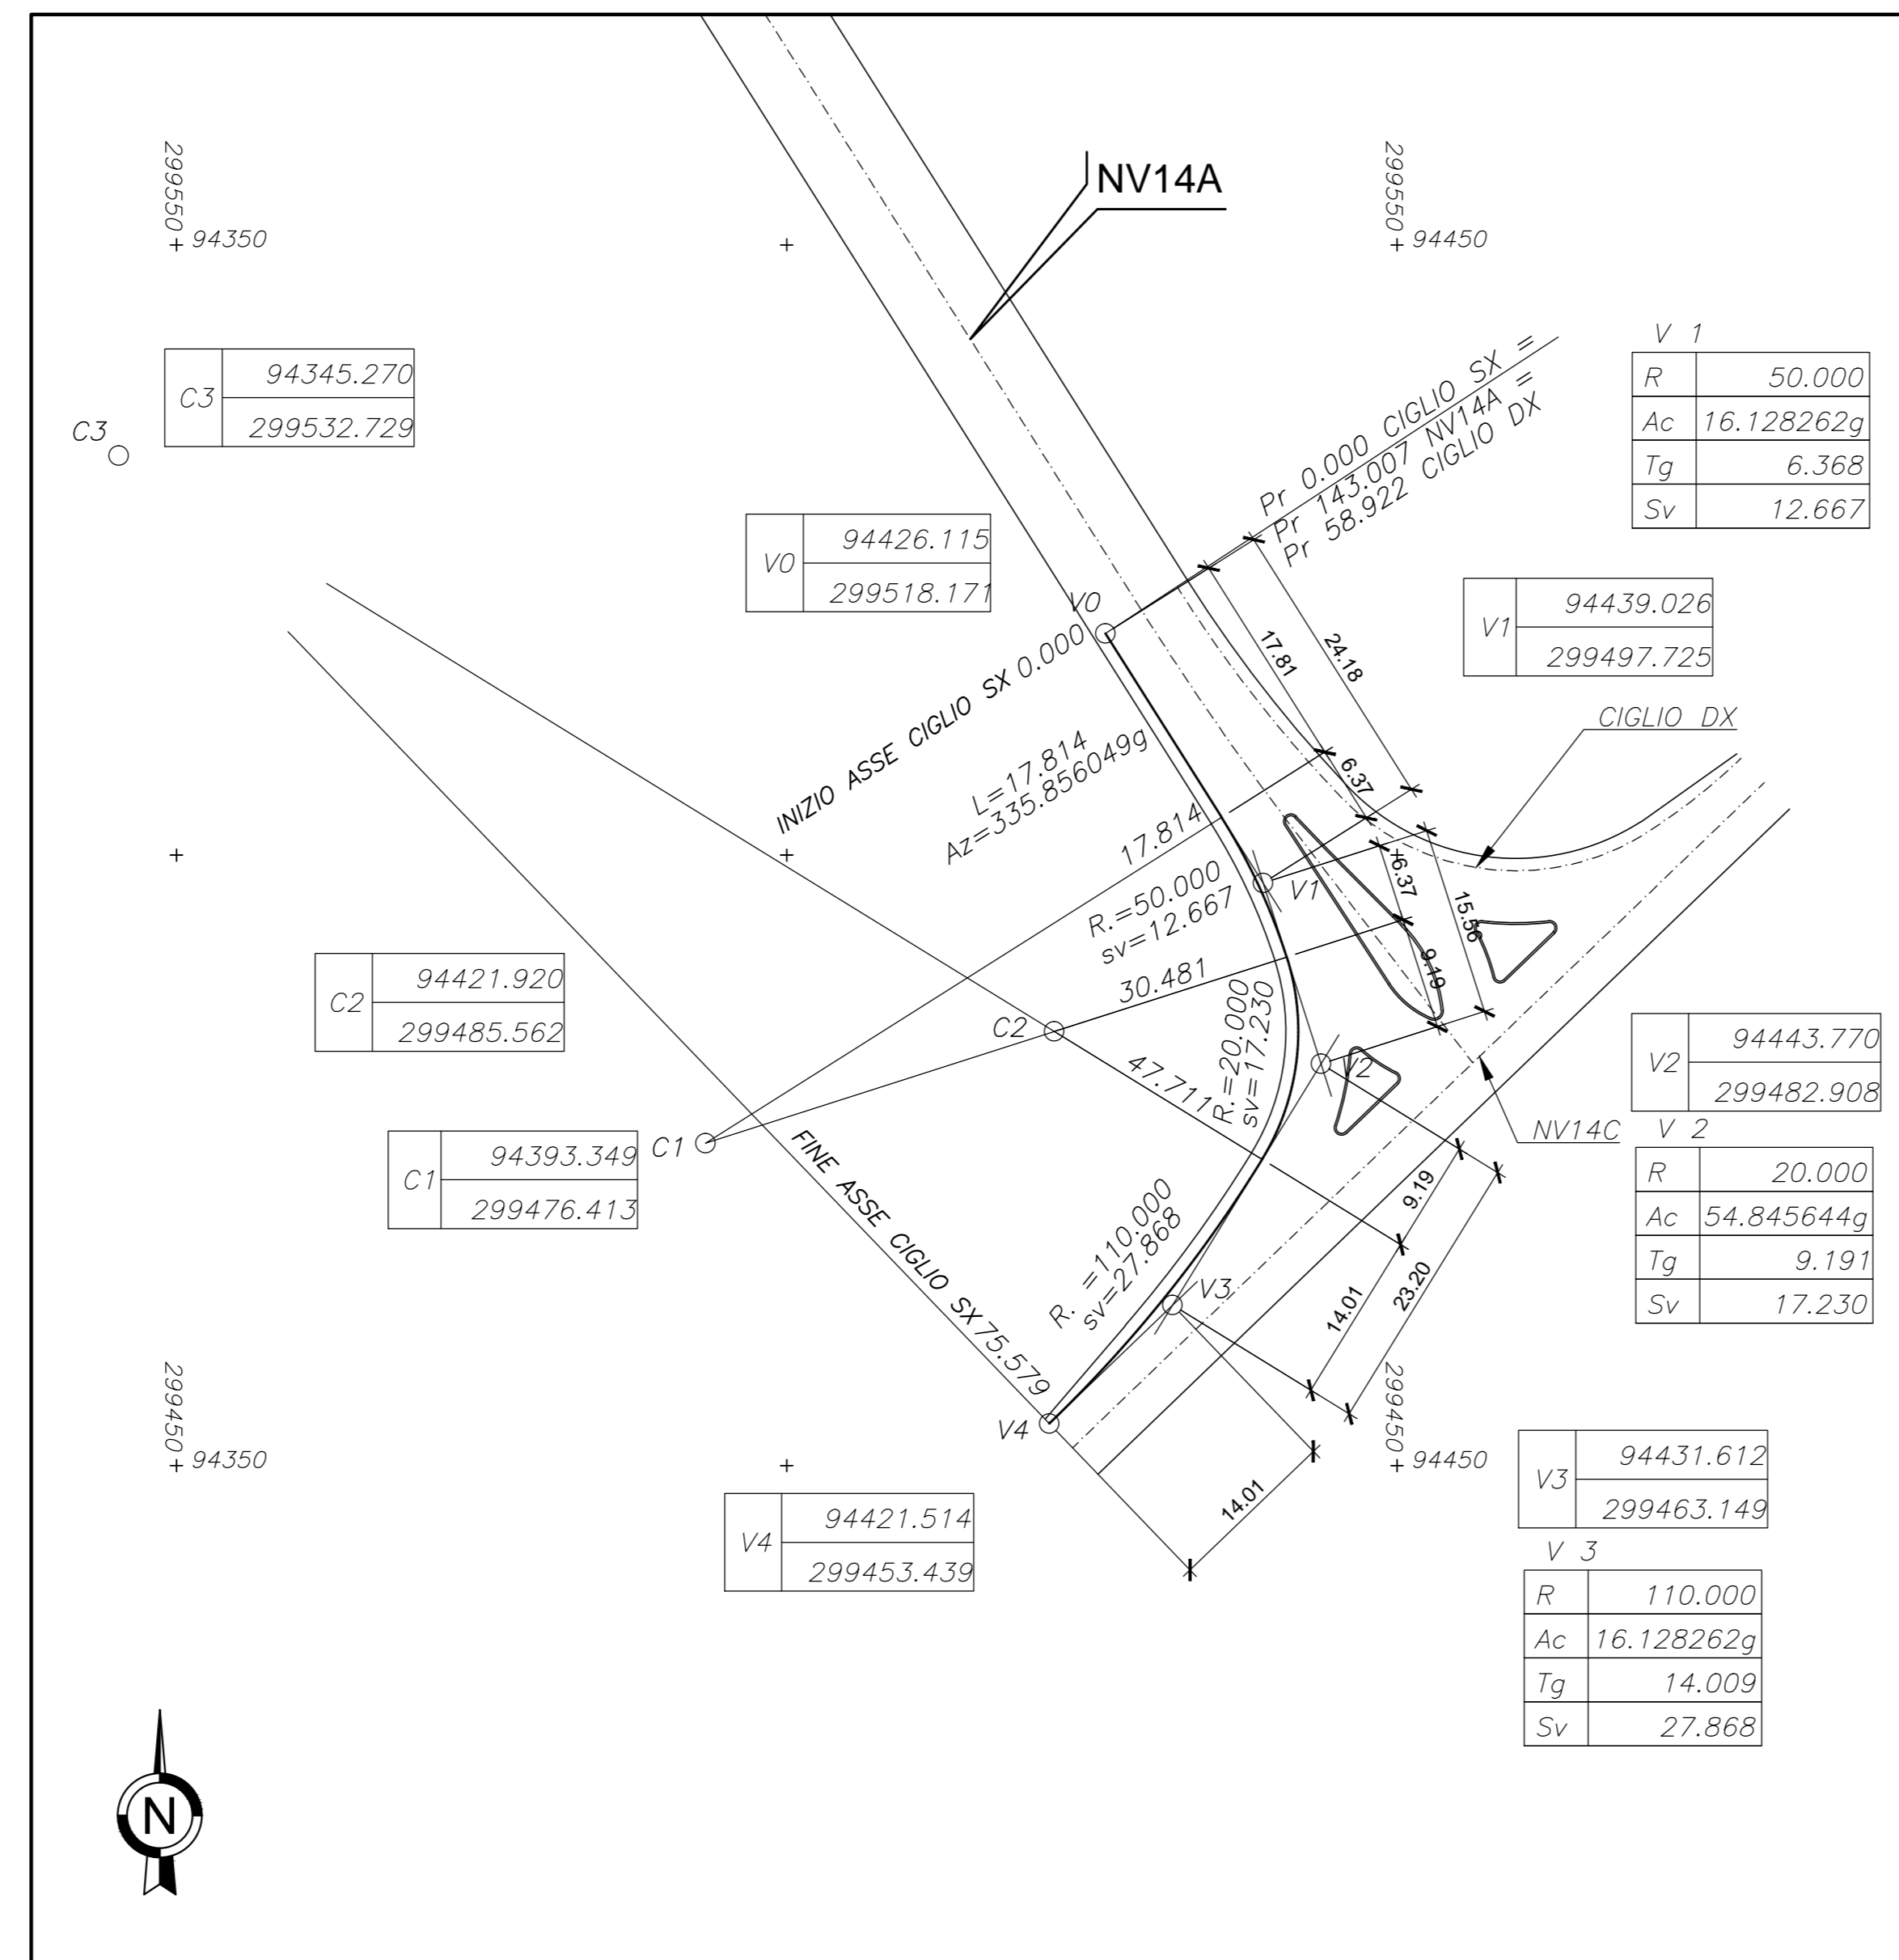 299550
94350
299550
94450
NV14A
C3
94345.270
299532.729
C3
V 1
R 50.000
Ac 16.128262g
Tg 6.368
Sv 12.667
Pr 0.000 CIGLIO SX =
Pr 143.007 NV14A =
Pr 58.922 CIGLIO DX
V0
94426.115
299518.171
V0
V1
94439.026
299497.725
INIZIO ASSE CIGLIO SX 0.000
17.81
24.18
L=17.814
Az=335.856049g
CIGLIO DX
6.37
17.814
R.=50.000
sv=12.667
V1
6.37
15.56
9.19
30.481
C2
94421.920
299485.562
C2
R.=20.000
sv=17.230
V2
47.711
V2
94443.770
299482.908
NV14C
V 2
R 20.000
Ac 54.845644g
Tg 9.191
Sv 17.230
C1
94393.349
299476.413
C1
FINE ASSE CIGLIO SX 75.579
R. =110.000
sv=27.868
9.19
14.01
23.20
V3
V4
14.01
299450
94350
299450
94450
V4
94421.514
299453.439
V3
94431.612
299463.149
V 3
R 110.000
Ac 16.128262g
Tg 14.009
Sv 27.868
N